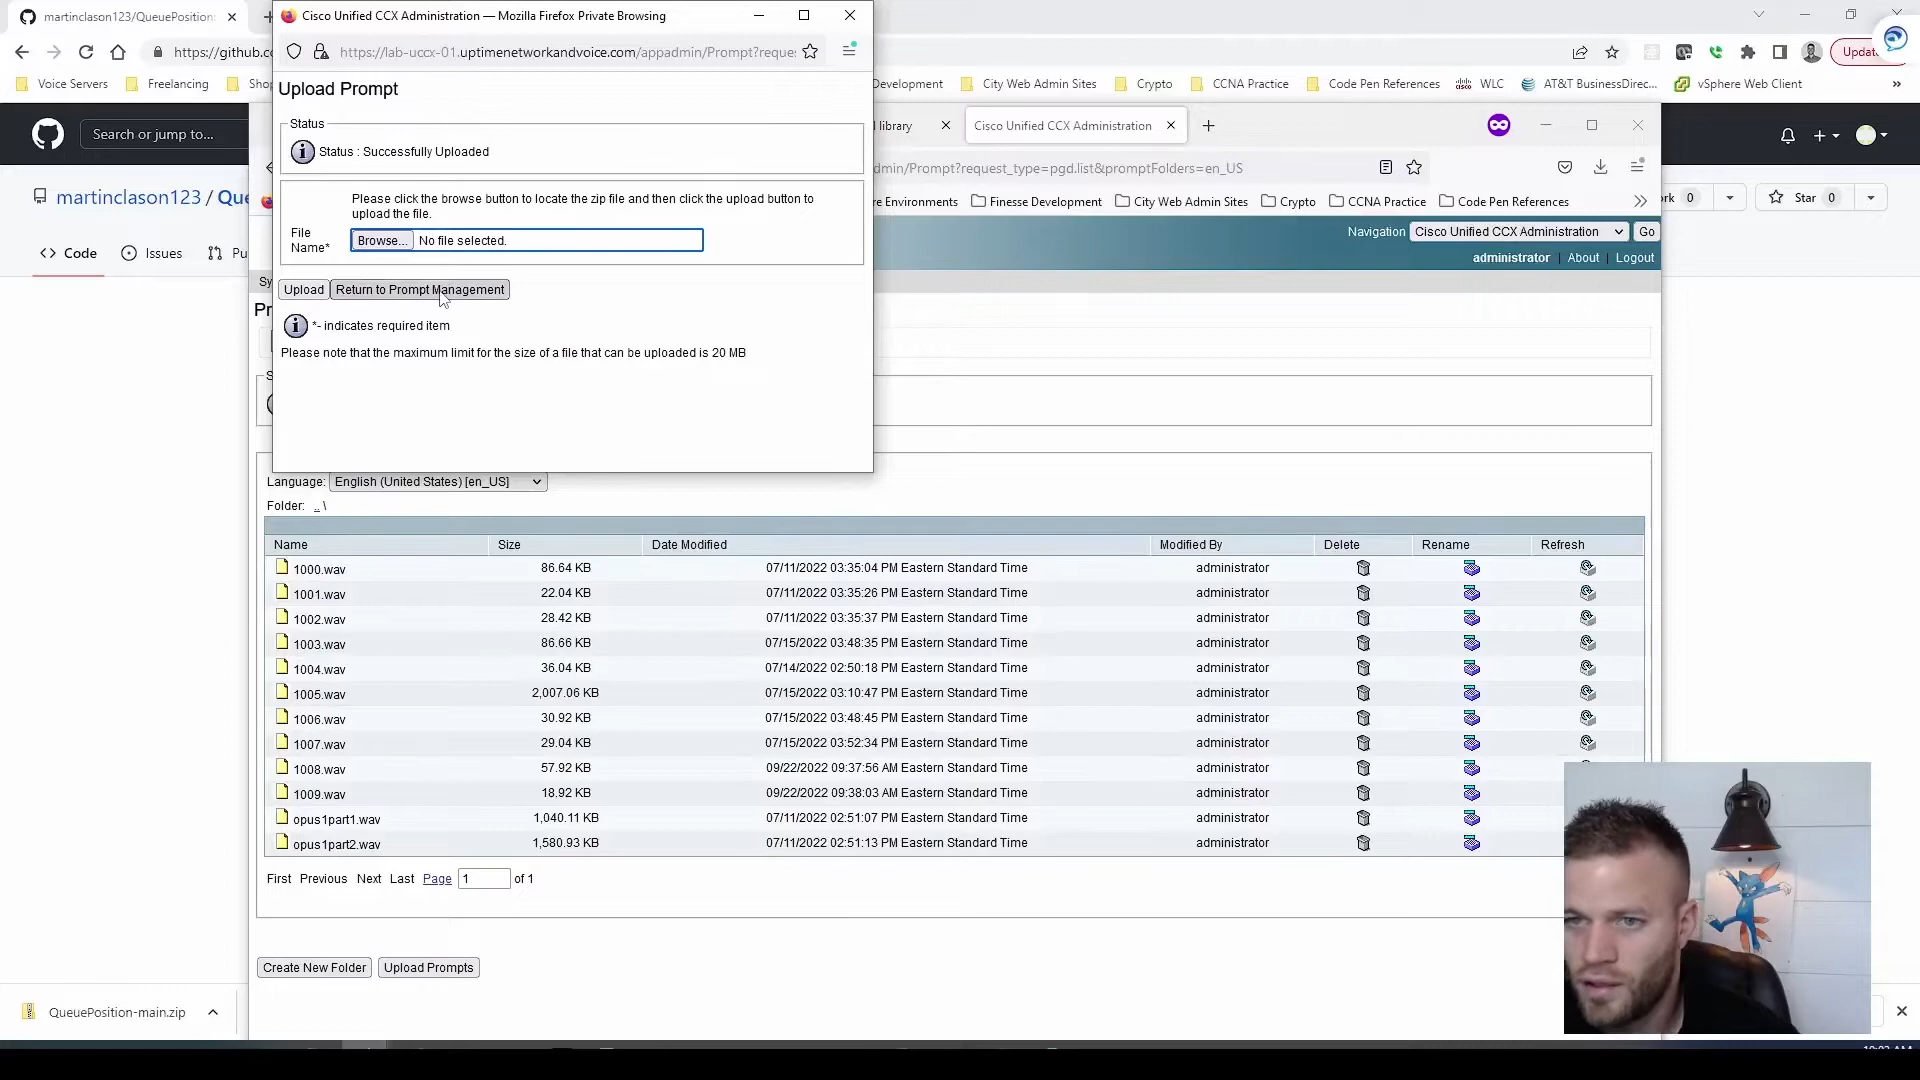 martinclason123/QueuePosition:
Cisco Unified CCX Administration — Mozilla Firefox Private Browsing
https://github.c
https://lab-uccx-01.uptimenetworkandvoice.com/appadmin/Prompt?reque
Voice Servers
Freelancing
Upload Prompt
Development
City Web Admin Sites
Crypto
CCNA Practice
Code Pen References
WLC
AT&T BusinessDirec...
vSphere Web Client
Search or jump to...
Status
Status : Successfully Uploaded
library
Cisco Unified CCX Administration
dmin/Prompt?request_type=pgd.list&promptFolders=en_US
martinclason123 / Que
Please click the browse button to locate the zip file and then click the upload button to
upload the file.
File
Name*
Browse...
No file selected.
re Environments
Finesse Development
City Web Admin Sites
Crypto
CCNA Practice
Code Pen References
0
Star
0
Navigation
Cisco Unified CCX Administration
Go
administrator
About
Logout
Code
Issues
Upload
Return to Prompt Management
*- indicates required item
Please note that the maximum limit for the size of a file that can be uploaded is 20 MB
Language:
English (United States) [en_US]
Folder:
.. \
Name Size Date Modified Modified By Delete Rename Refresh
1000.wav 86.64 KB 07/11/2022 03:35:04 PM Eastern Standard Time administrator
1001.wav 22.04 KB 07/11/2022 03:35:26 PM Eastern Standard Time administrator
1002.wav 28.42 KB 07/11/2022 03:35:37 PM Eastern Standard Time administrator
1003.wav 86.66 KB 07/15/2022 03:48:35 PM Eastern Standard Time administrator
1004.wav 36.04 KB 07/14/2022 02:50:18 PM Eastern Standard Time administrator
1005.wav 2,007.06 KB 07/15/2022 03:10:47 PM Eastern Standard Time administrator
1006.wav 30.92 KB 07/15/2022 03:48:45 PM Eastern Standard Time administrator
1007.wav 29.04 KB 07/15/2022 03:52:34 PM Eastern Standard Time administrator
1008.wav 57.92 KB 09/22/2022 09:37:56 AM Eastern Standard Time administrator
1009.wav 18.92 KB 09/22/2022 09:38:03 AM Eastern Standard Time administrator
opus1part1.wav 1,040.11 KB 07/11/2022 02:51:07 PM Eastern Standard Time administrator
opus1part2.wav 1,580.93 KB 07/11/2022 02:51:13 PM Eastern Standard Time administrator
First Previous Next Last Page 1 of 1
Create New Folder
Upload Prompts
QueuePosition-main.zip